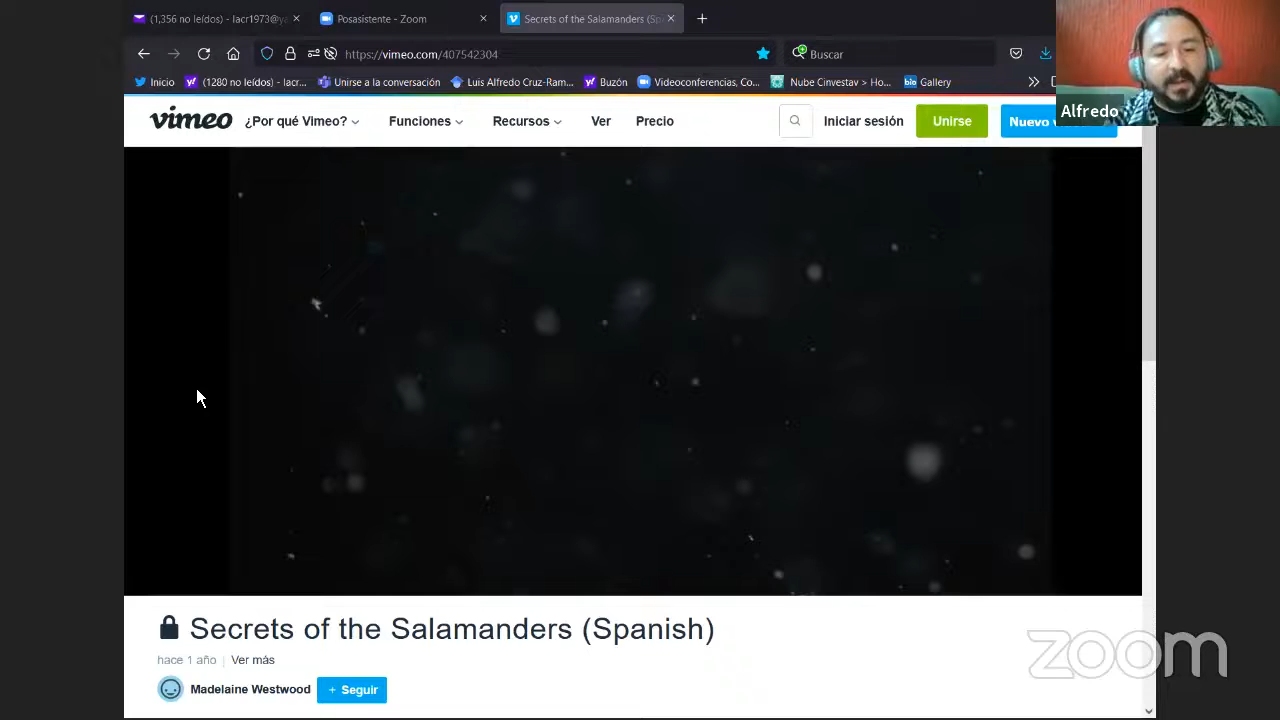 (1,356 no leídos) - lacr1973@y
Posasistente - Zoom
Secrets of the Salamanders (Sp
https://vimeo.com/407542304
Buscar
Inicio
(1280 no leídos) - lacr...
Unirse a la conversación
Luis Alfredo Cruz-Ram...
Buzón
Videoconferencias, Co...
Nube Cinvestav > Ho...
bio Gallery
Alfredo
vimeo
¿Por qué Vimeo?
Funciones
Recursos
Ver
Precio
Iniciar sesión
Unirse
Nuevo
Secrets of the Salamanders (Spanish)
hace 1 año | Ver más
Madelaine Westwood
+ Seguir
zoom